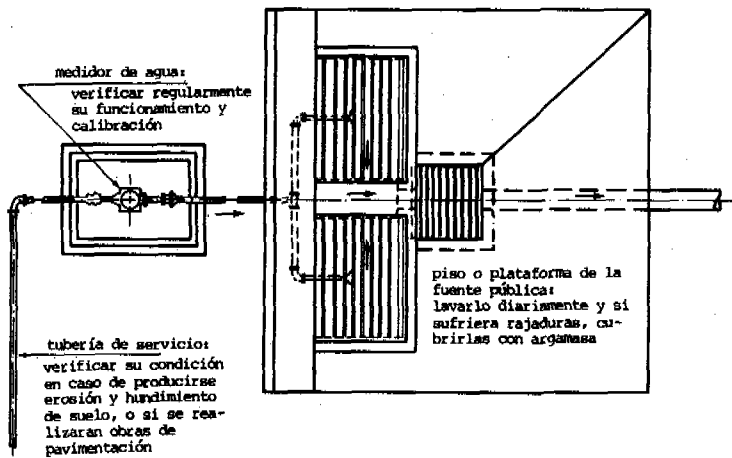 medidor de agua:
verificar regularmente
su funcionamiento y
calibración
piso o plataforma de la
fuente pública:
lavarlo diariamente y si
sufriera rajaduras, cu-
brirlas con argamasa
tubería de servicio:
verificar su condición
en caso de producirse
erosión y hundimiento
de suelo, o si se rea-
lizaran obras de
pavimentación